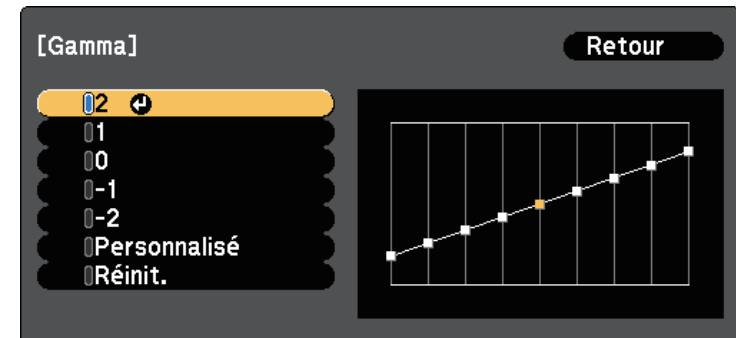 [Gamma]
Retour
2
1
0
-1
-2
Personnalisé
Réinit.